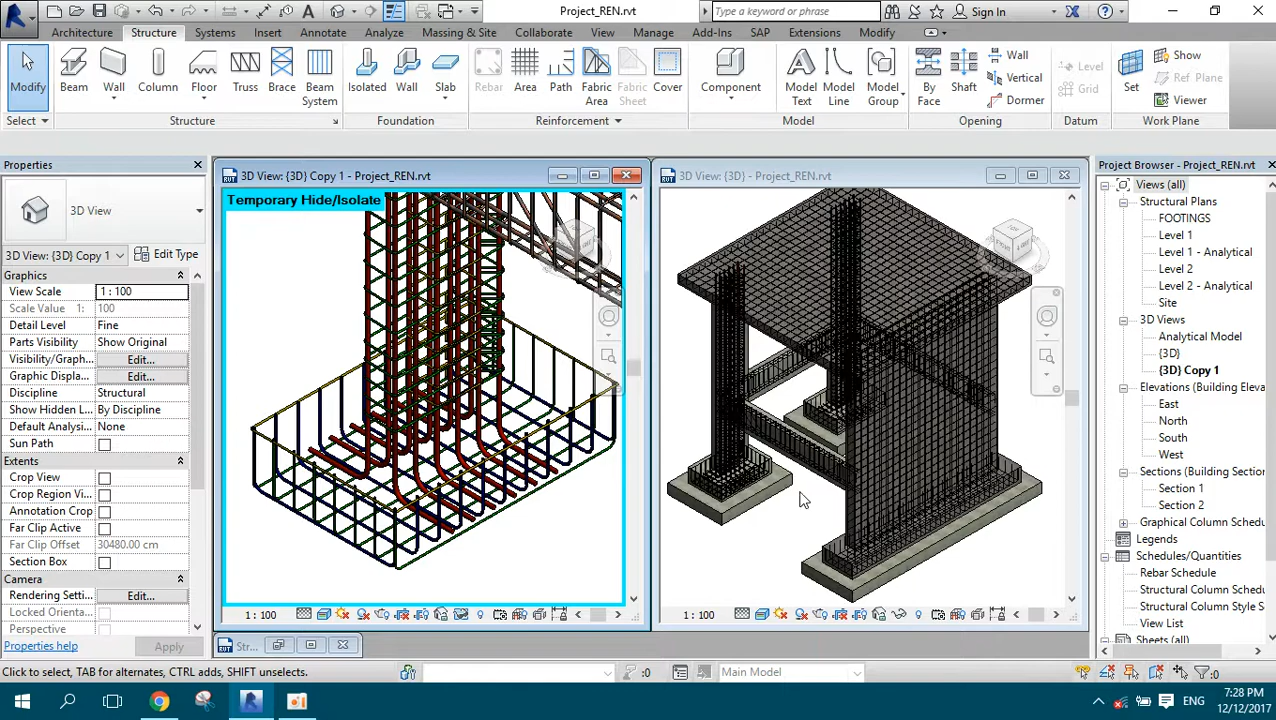 Project_REN.rvt
Type a keyword or phrase
Sign In
Architecture Structure Systems Insert Annotate Analyze Massing & Site Collaborate View Manage Add-Ins SAP Extensions Modify
Modify
Beam
Wall
Column
Floor
Truss
Brace
Beam System
Isolated
Wall
Slab
Rebar
Area
Path
Fabric Area
Fabric Sheet
Cover
Component
Model Text
Model Line
Model Group
By Face
Shaft
Wall
Vertical
Dormer
Level
Grid
Set
Show
Ref Plane
Viewer
Select
Structure
Foundation
Reinforcement
Model
Opening
Datum
Work Plane
Properties
3D View
3D View: {3D} Copy 1
Edit Type
Graphics
View Scale 1 : 100
Scale Value 1: 100
Detail Level Fine
Parts Visibility Show Original
Visibility/Graph... Edit...
Graphic Displa... Edit...
Discipline Structural
Show Hidden L... By Discipline
Default Analysi... None
Sun Path
Extents
Crop View
Crop Region Vi...
Annotation Crop
Far Clip Active
Far Clip Offset 30480.00 cm
Section Box
Camera
Rendering Setti... Edit...
Locked Orienta...
Perspective
Properties help
Apply
3D View: {3D} Copy 1 - Project_REN.rvt
Temporary Hide/Isolate
1 : 100
3D View: {3D} - Project_REN.rvt
1 : 100
Str...
Project Browser - Project_REN.rvt
Views (all)
Structural Plans
FOOTINGS
Level 1
Level 1 - Analytical
Level 2
Level 2 - Analytical
Site
3D Views
Analytical Model
{3D}
{3D} Copy 1
Elevations (Building Eleva
East
North
South
West
Sections (Building Section
Section 1
Section 2
Graphical Column Schedu
Legends
Schedules/Quantities
Rebar Schedule
Structural Column Schedu
Structural Column Style S
View List
Sheets (all)
Click to select, TAB for alternates, CTRL adds, SHIFT unselects.
:0
Main Model
:0
ENG
7:28 PM
12/12/2017